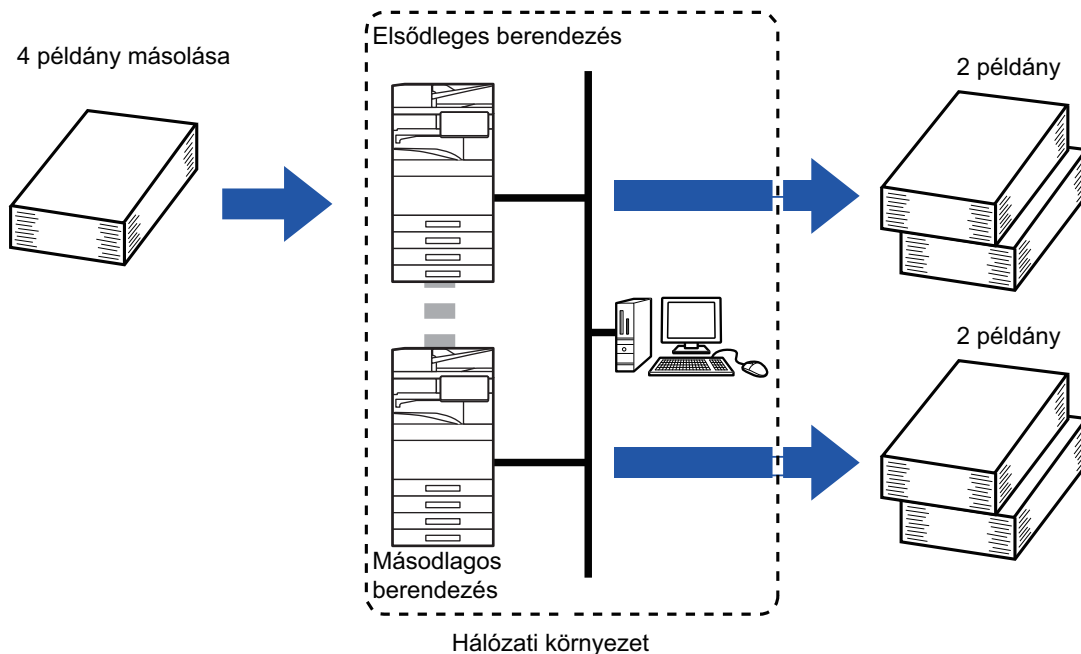 4 példány másolása
Elsődleges berendezés
2 példány
2 példány
Másodlagos
berendezés
Hálózati környezet